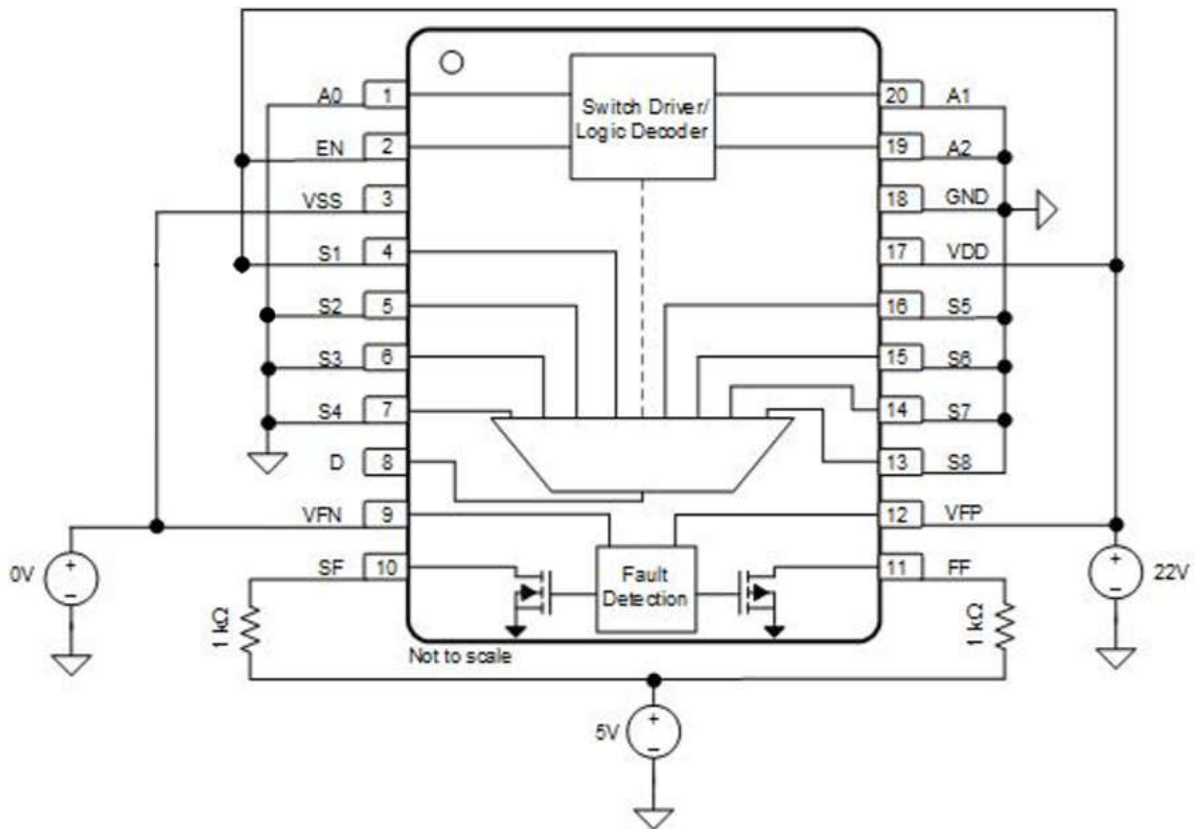 A0
1
Switch Driver/
Logic Decoder
20
A1
EN
2
19
A2
VSS
3
18
GND
S1
4
17
VDD
S2
5
16
S5
S3
6
15
S6
S4
7
14
S7
D
8
13
S8
VFN
9
12
VFP
0V
+
−
SF
10
Fault
Detection
11
FF
+
−
22V
1 kΩ
1 kΩ
Not to scale
5V
+
−